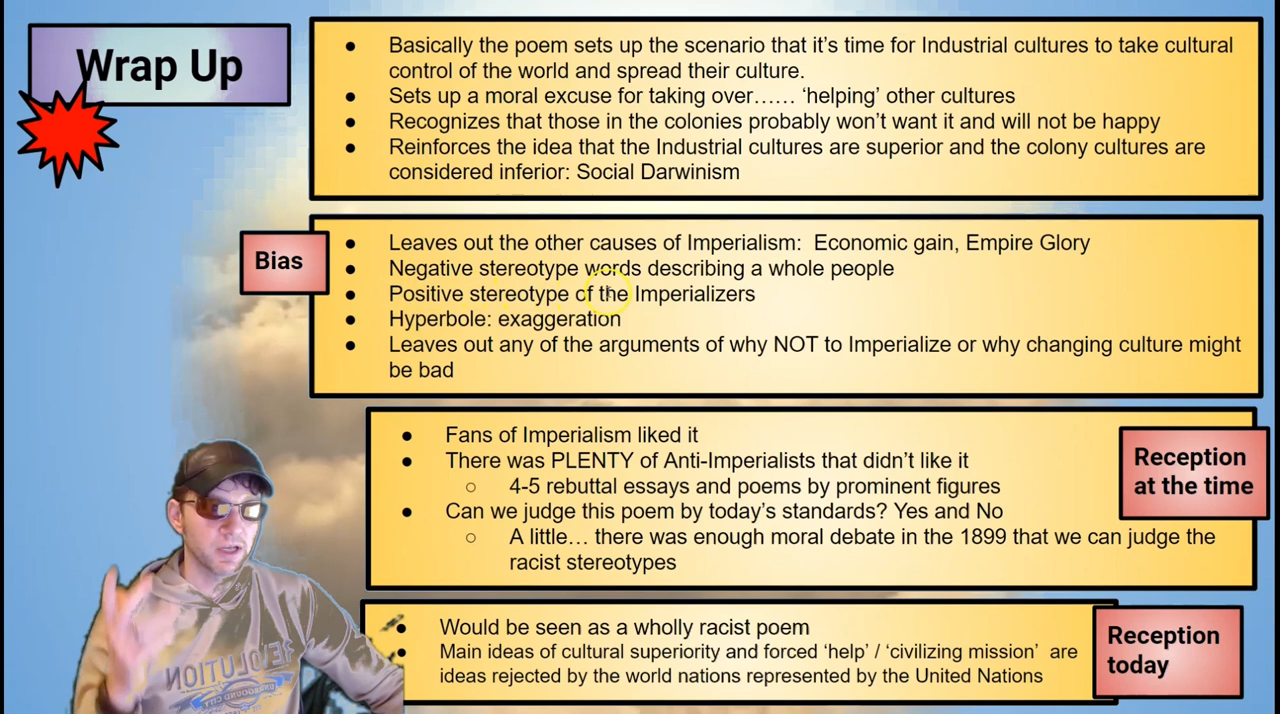 Wrap Up
● Basically the poem sets up the scenario that it's time for Industrial cultures to take cultural
control of the world and spread their culture.
● Sets up a moral excuse for taking over…… 'helping' other cultures
● Recognizes that those in the colonies probably won't want it and will not be happy
● Reinforces the idea that the Industrial cultures are superior and the colony cultures are
considered inferior: Social Darwinism
Bias
● Leaves out the other causes of Imperialism:  Economic gain, Empire Glory
● Negative stereotype words describing a whole people
● Positive stereotype of the Imperializers
● Hyperbole: exaggeration
● Leaves out any of the arguments of why NOT to Imperialize or why changing culture might
be bad
Reception
at the time
● Fans of Imperialism liked it
● There was PLENTY of Anti-Imperialists that didn't like it
○ 4-5 rebuttal essays and poems by prominent figures
● Can we judge this poem by today's standards? Yes and No
○ A little… there was enough moral debate in the 1899 that we can judge the
racist stereotypes
Reception
today
● Would be seen as a wholly racist poem
● Main ideas of cultural superiority and forced 'help' / 'civilizing mission'  are
ideas rejected by the world nations represented by the United Nations